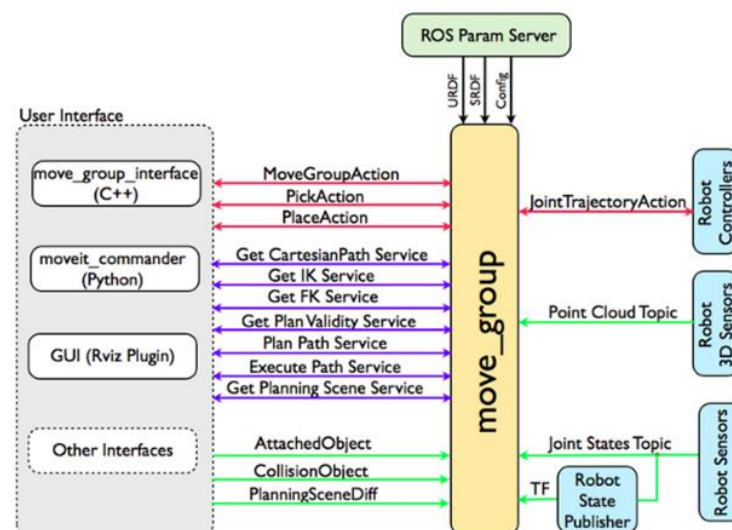 ROS Param Server
URDF
SRDF
Config
User Interface
move_group_interface
(C++)
moveit_commander
(Python)
GUI (Rviz Plugin)
Other Interfaces
MoveGroupAction
PickAction
PlaceAction
Get CartesianPath Service
Get IK Service
Get FK Service
Get Plan Validity Service
Plan Path Service
Execute Path Service
Get Planning Scene Service
AttachedObject
CollisionObject
PlanningSceneDiff
move_group
JointTrajectoryAction
Robot
Controllers
Point Cloud Topic
Robot
3D Sensors
Joint States Topic
Robot Sensors
TF
Robot
State
Publisher